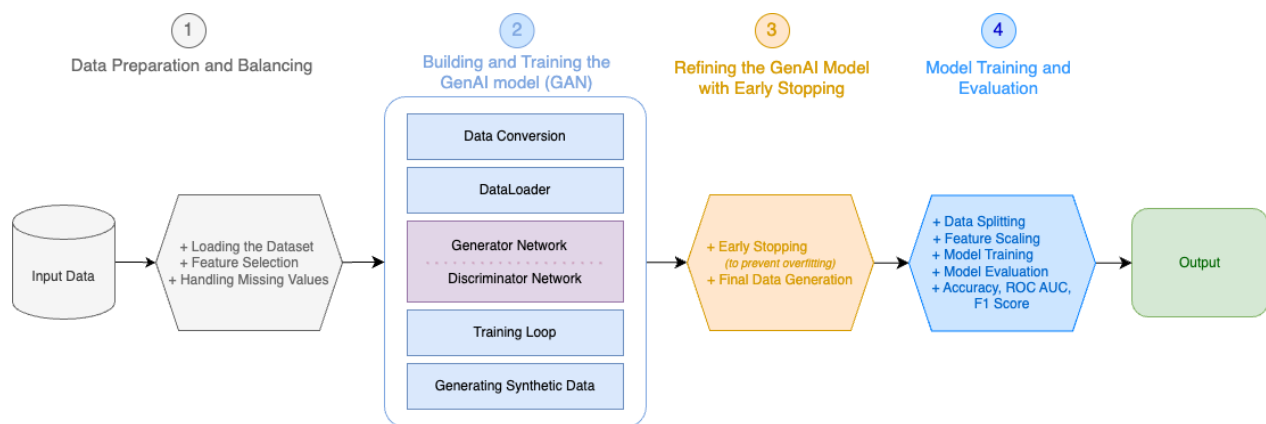 1
Data Preparation and Balancing
2
Building and Training the
GenAI model (GAN)
3
Refining the GenAI Model
with Early Stopping
4
Model Training and
Evaluation
Input Data
+ Loading the Dataset
+ Feature Selection
+ Handling Missing Values
Data Conversion
DataLoader
Generator Network
Discriminator Network
Training Loop
Generating Synthetic Data
+ Early Stopping
(to prevent overfitting)
+ Final Data Generation
+ Data Splitting
+ Feature Scaling
+ Model Training
+ Model Evaluation
+ Accuracy, ROC AUC,
F1 Score
Output